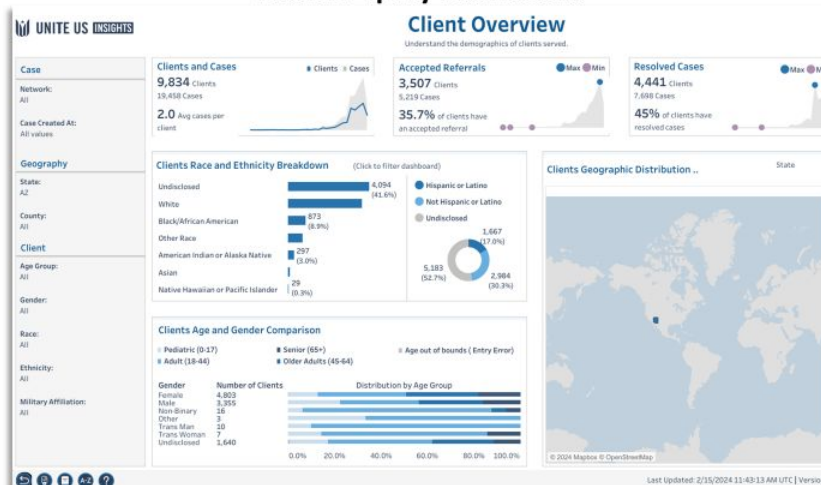 UNITE US INSIGHTS
Client Overview
Understand the demographics of clients served.
Case
Network:
All
Case Created At:
All values
Geography
State:
AZ
County:
All
Client
Age Group:
All
Gender:
All
Race:
All
Ethnicity:
All
Military Affiliation:
All
Clients and Cases
Clients Cases
9,834 Clients
19,458 Cases
2.0 Avg cases per
client
Accepted Referrals
Max Min
3,507 Clients
5,219 Cases
35.7% of clients have
an accepted referral
Resolved Cases
Max M
4,441 Clients
7,698 Cases
45% of clients have
resolved cases
Clients Race and Ethnicity Breakdown (Click to filter dashboard)
Undisclosed 4,094
(41.6%)
White
Black/African American 873
(8.9%)
Other Race
American Indian or Alaska Native 297
(3.0%)
Asian
Native Hawaiian or Pacific Islander 29
(0.3%)
Hispanic or Latino
Not Hispanic or Latino
Undisclosed
1,667
(17.0%)
5,183
(52.7%)
2,984
(30.3%)
Clients Geographic Distribution .. State
© 2024 Mapbox © OpenStreetMap
Clients Age and Gender Comparison
Pediatric (0-17) Senior (65+) Age out of bounds ( Entry Error)
Adult (18-44) Older Adults (45-64)
Gender Number of Clients Distribution by Age Group
Female 4,803
Male 3,355
Non-Binary 16
Other 3
Trans Man 10
Trans Woman 7
Undisclosed 1,640
0.0% 20.0% 40.0% 60.0% 80.0% 100.0%
A-Z ?
Last Updated: 2/15/2024 11:43:13 AM UTC | Versio